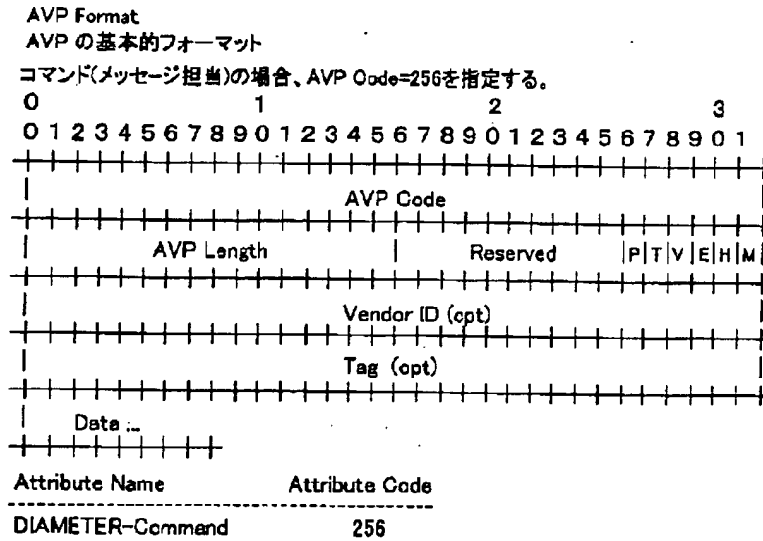 AVP Format
AVP の基本的フォーマット
コマンド(メッセージ担当)の場合、AVP Code=256を指定する。
0 1 2 3
0 1 2 3 4 5 6 7 8 9 0 1 2 3 4 5 6 7 8 9 0 1 2 3 4 5 6 7 8 9 0 1
AVP Code
AVP Length | Reserved |P|T|V|E|H|M|
Vendor ID (opt)
Tag (opt)
Data ...
Attribute Name Attribute Code
DIAMETER-Command 256